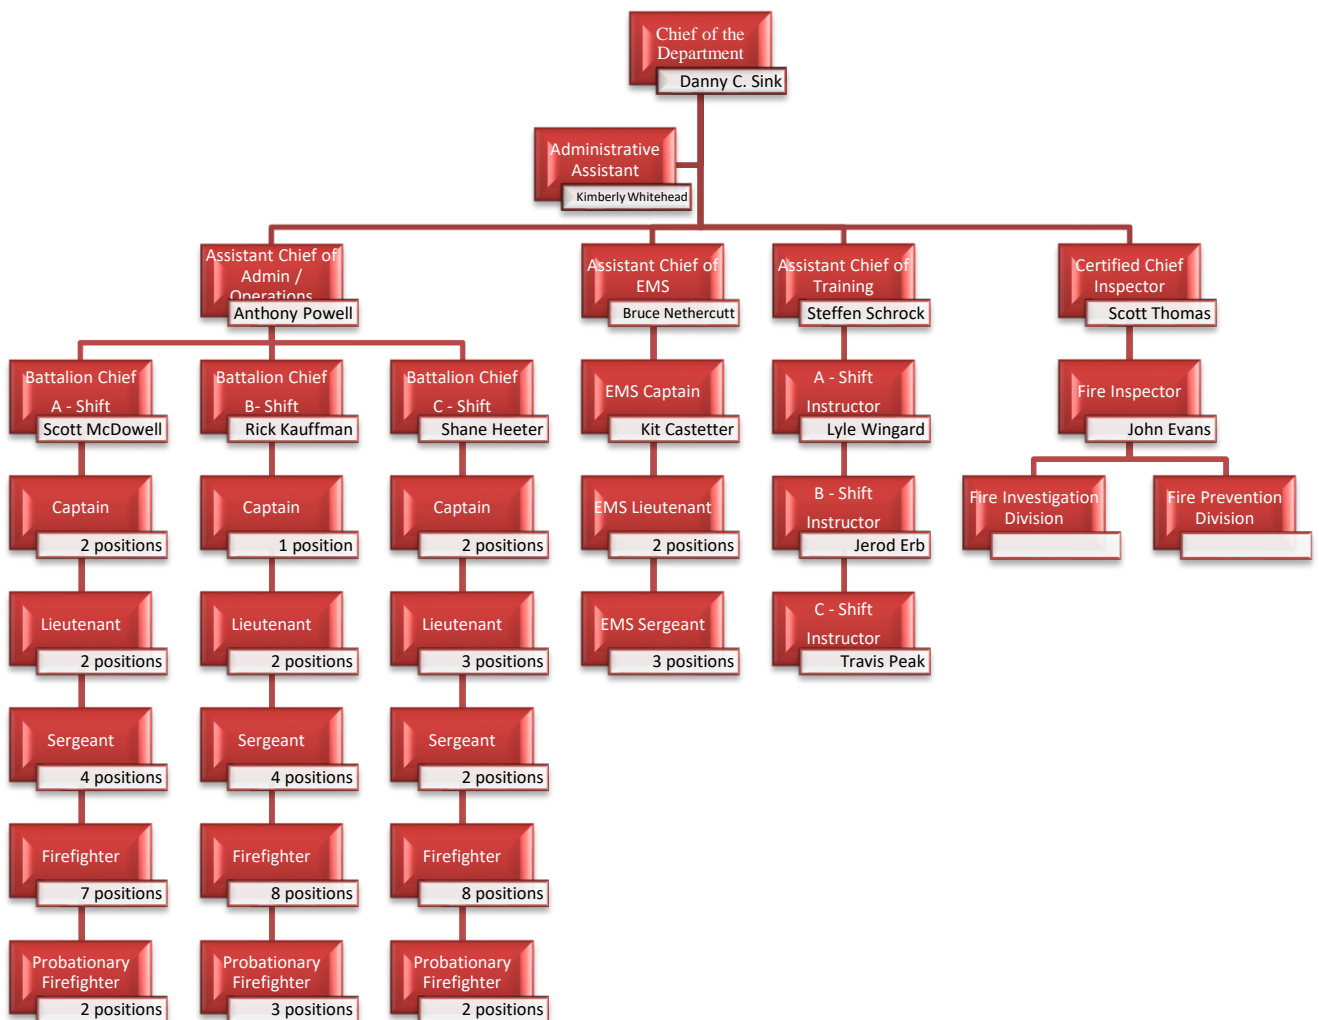 Chief of the
Department
Danny C. Sink
Administrative
Assistant
Kimberly Whitehead
Assistant Chief of
Admin /
Operations
Anthony Powell
Assistant Chief of
EMS
Bruce Nethercutt
Assistant Chief of
Training
Steffen Schrock
Certified Chief
Inspector
Scott Thomas
Battalion Chief
A - Shift
Scott McDowell
Battalion Chief
B- Shift
Rick Kauffman
Battalion Chief
C - Shift
Shane Heeter
EMS Captain
Kit Castetter
A - Shift
Instructor
Lyle Wingard
Fire Inspector
John Evans
Captain
2 positions
Captain
1 position
Captain
2 positions
EMS Lieutenant
2 positions
B - Shift
Instructor
Jerod Erb
Fire Investigation
Division
Fire Prevention
Division
Lieutenant
2 positions
Lieutenant
2 positions
Lieutenant
3 positions
EMS Sergeant
3 positions
C - Shift
Instructor
Travis Peak
Sergeant
4 positions
Sergeant
4 positions
Sergeant
2 positions
Firefighter
7 positions
Firefighter
8 positions
Firefighter
8 positions
Probationary
Firefighter
2 positions
Probationary
Firefighter
3 positions
Probationary
Firefighter
2 positions